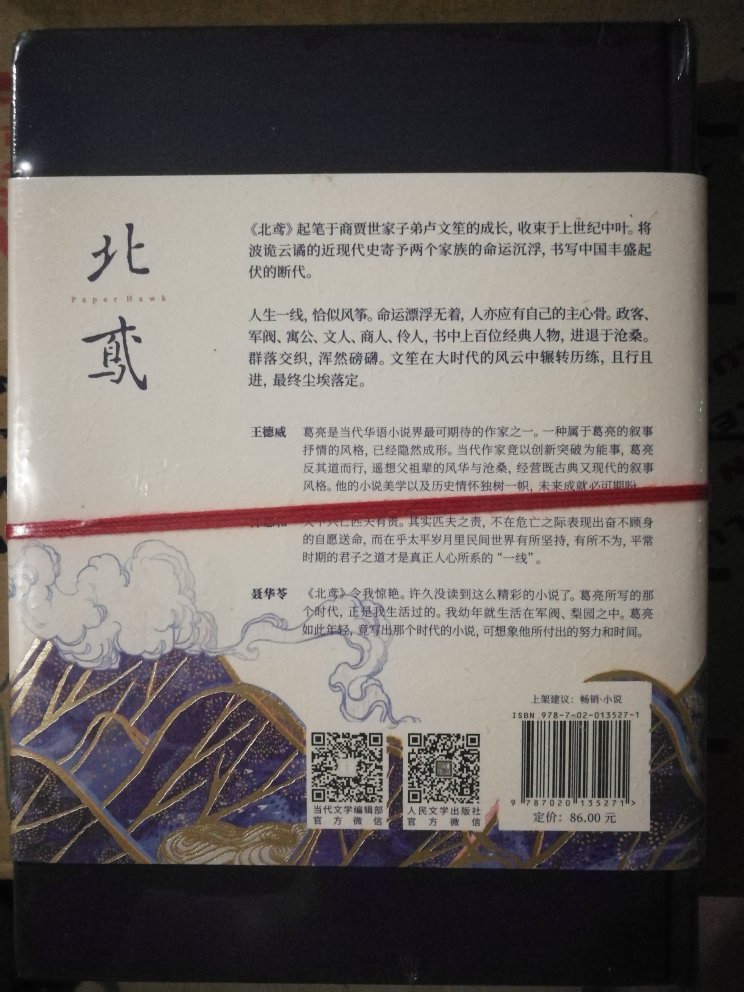 北
Paper Hawk
鸢
《北鸢》起笔于商贾世家子弟卢文笙的成长，收束于上世纪中叶。将
波诡云谲的近现代史寄予两个家族的命运沉浮，书写中国丰盛起
伏的断代。
人生一线，恰似风筝。命运漂浮无着，人亦应有自己的主心骨。政客、
军阀、寓公、文人、商人、伶人，书中上百位经典人物，进退于沧桑。
群落交织，浑然磅礴。文笙在大时代的风云中辗转历练，且行且
进，最终尘埃落定。
王德威 葛亮是当代华语小说界最可期待的作家之一。一种属于葛亮的叙事
抒情的风格，已经隐然成形。当代作家竞以创新突破为能事，葛亮
反其道而行，遥想父祖辈的风华与沧桑，经营既古典又现代的叙事
风格。他的小说美学以及历史情怀独树一帜，未来成就必可期盼。
天下兴亡匹夫有责。其实匹夫之责，不在危亡之际表现出奋不顾身
的自愿送命，而在乎太平岁月里民间世界有所坚持，有所不为，平常
时期的君子之道才是真正人心所系的“一线”。
聂华苓 《北鸢》令我惊艳。许久没读到这么精彩的小说了。葛亮所写的那
个时代，正是我生活过的。我幼年就生活在军阀、梨园之中。葛亮
如此年轻，竟写出那个时代的小说，可想象他所付出的努力和时间。
上架建议：畅销·小说
ISBN 978-7-02-013527-1
9 787020 135271 >
定价：86.00 元
当代文学编辑部
官方微信
人民文学出版社
官方微信